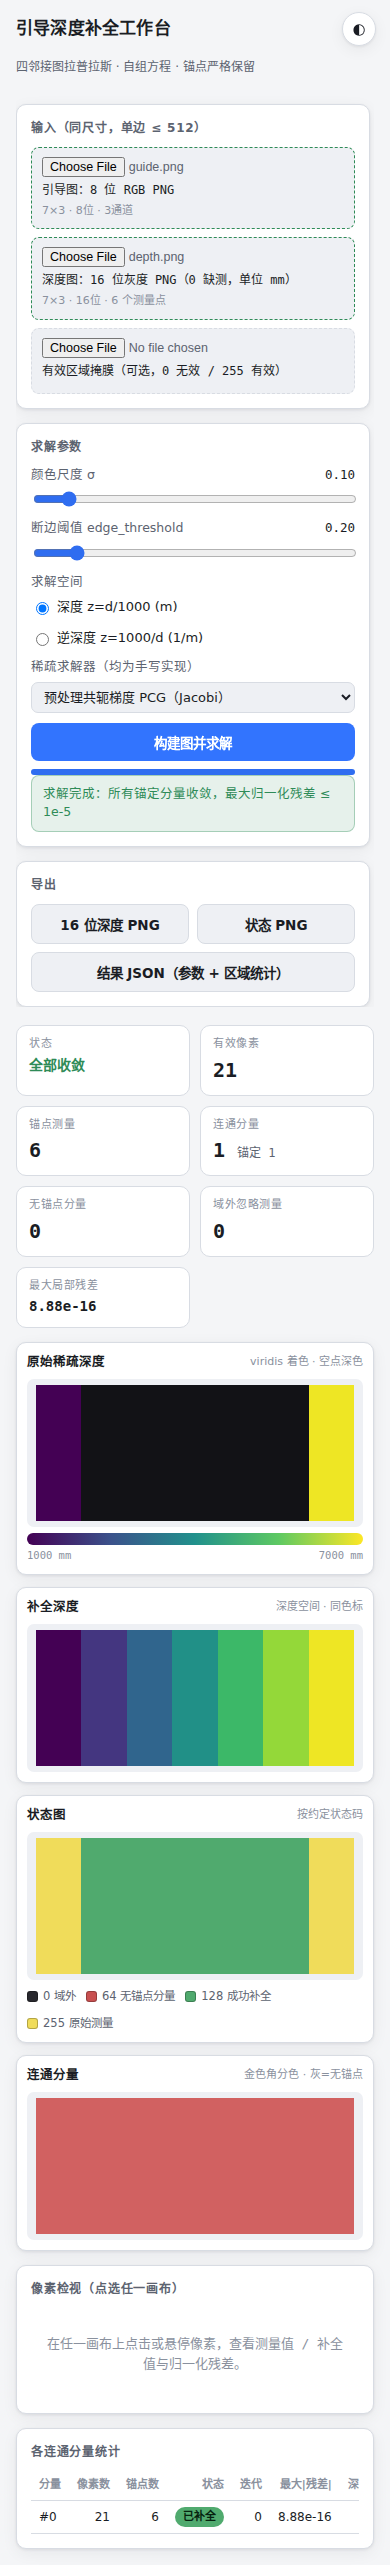 引导深度补全工作台
◐
四邻接图拉普拉斯 · 自组方程 · 锚点严格保留
输入（同尺寸，单边 ≤ 512）
Choose File guide.png
引导图：8 位 RGB PNG
7×3 · 8位 · 3通道
Choose File depth.png
深度图：16 位灰度 PNG（0 缺测，单位 mm）
7×3 · 16位 · 6 个测量点
Choose File No file chosen
有效区域掩膜（可选，0 无效 / 255 有效）
求解参数
颜色尺度 σ 0.10
断边阈值 edge_threshold 0.20
求解空间
深度 z=d/1000 (m)
逆深度 z=1000/d (1/m)
稀疏求解器（均为手写实现）
预处理共轭梯度 PCG（Jacobi）
构建图并求解
求解完成：所有锚定分量收敛，最大归一化残差 ≤
1e-5
导出
16 位深度 PNG 状态 PNG
结果 JSON（参数 + 区域统计）
状态 有效像素
全部收敛 21
锚点测量 连通分量
6 1 锚定 1
无锚点分量 域外忽略测量
0 0
最大局部残差
8.88e-16
原始稀疏深度 viridis 着色 · 空点深色
1000 mm 7000 mm
补全深度 深度空间 · 同色标
状态图 按约定状态码
0 域外 64 无锚点分量 128 成功补全
255 原始测量
连通分量 金色角分色 · 灰=无锚点
像素检视（点选任一画布）
在任一画布上点击或悬停像素，查看测量值 / 补全
值与归一化残差。
各连通分量统计
分量 像素数 锚点数 状态 迭代 最大|残差| 深
#0 21 6 已补全 0 8.88e-16